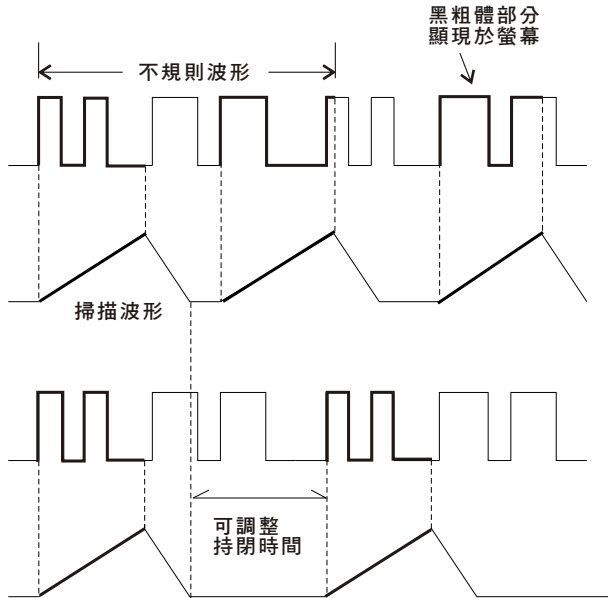 黑粗體部分
顯現於螢幕
不規則波形
掃描波形
可調整
持閉時間